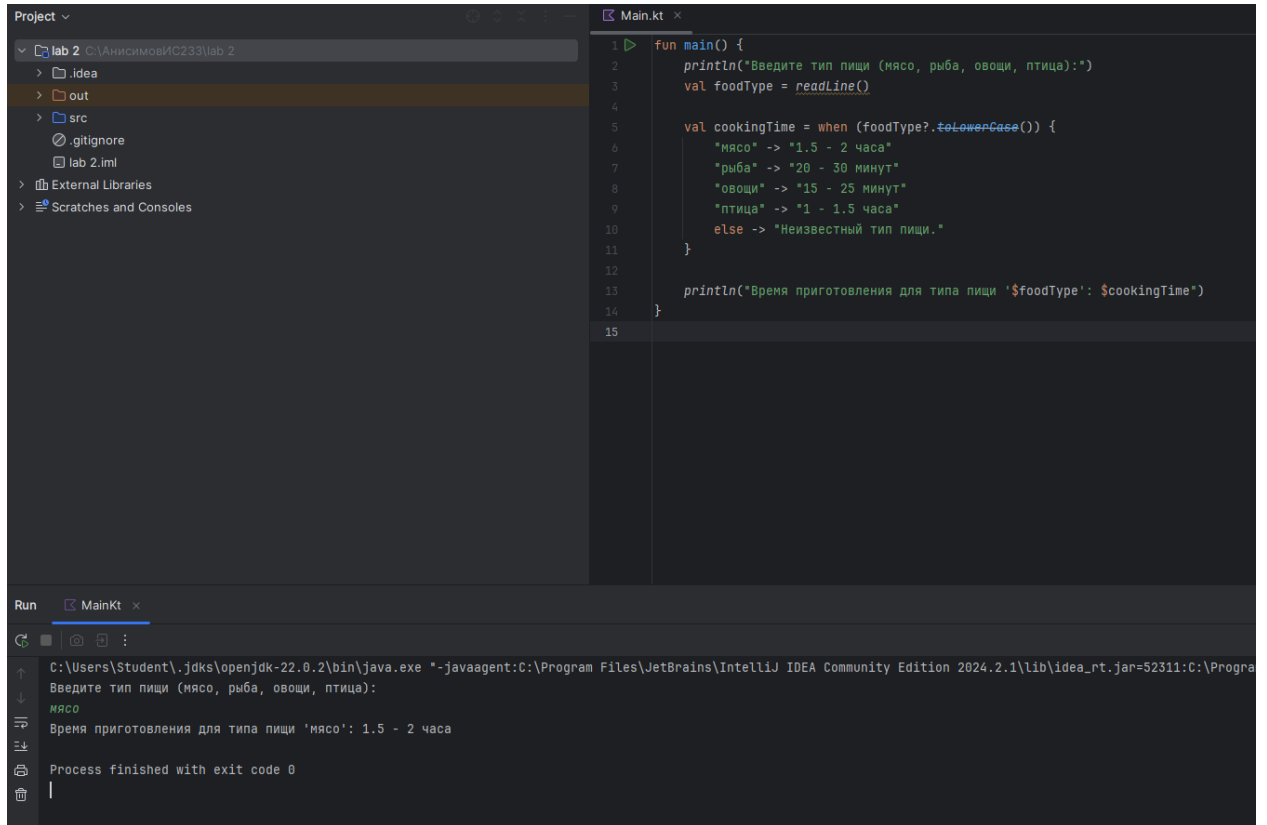 Project
lab 2 C:\АнисимовИС233\lab 2
.idea
out
src
.gitignore
lab 2.iml
External Libraries
Scratches and Consoles
Main.kt
1 fun main() {
2 println("Введите тип пищи (мясо, рыба, овощи, птица):")
3 val foodType = readLine()
4
5 val cookingTime = when (foodType?.toLowerCase()) {
6 "мясо" -> "1.5 - 2 часа"
7 "рыба" -> "20 - 30 минут"
8 "овощи" -> "15 - 25 минут"
9 "птица" -> "1 - 1.5 часа"
10 else -> "Неизвестный тип пищи."
11 }
12
13 println("Время приготовления для типа пищи '$foodType': $cookingTime")
14 }
15
Run MainKt
C:\Users\Student\.jdks\openjdk-22.0.2\bin\java.exe "-javaagent:C:\Program Files\JetBrains\IntelliJ IDEA Community Edition 2024.2.1\lib\idea_rt.jar=52311:C:\Progra
Введите тип пищи (мясо, рыба, овощи, птица):
мясо
Время приготовления для типа пищи 'мясо': 1.5 - 2 часа
Process finished with exit code 0